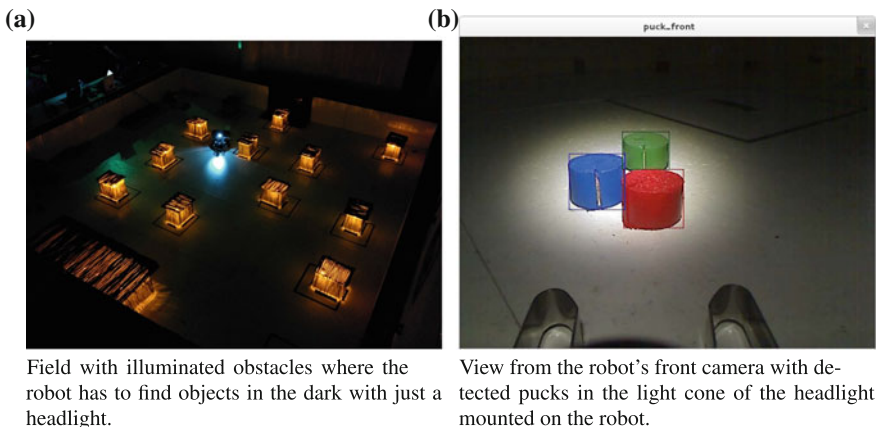 (a)
Field with illuminated obstacles where the
robot has to find objects in the dark with just a
headlight.
(b)
puck_front
View from the robot's front camera with de-
tected pucks in the light cone of the headlight
mounted on the robot.